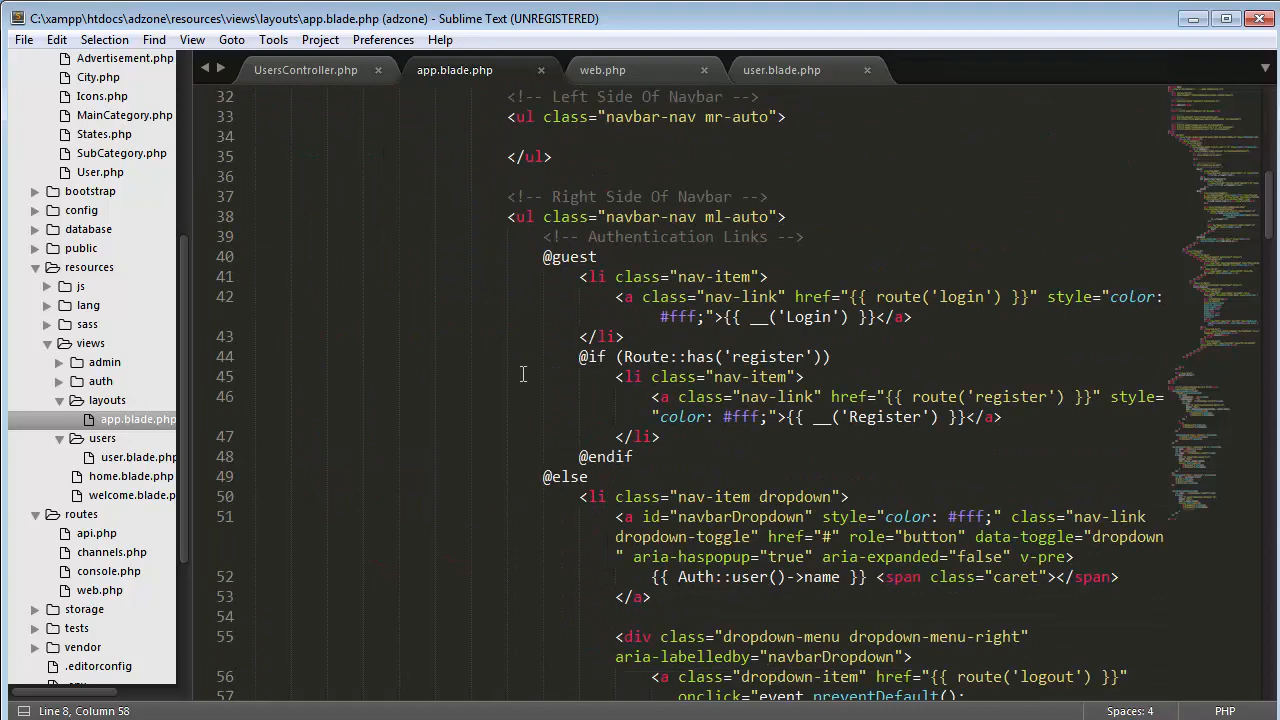 C:\xampp\htdocs\adzone\resources\views\layouts\app.blade.php (adzone) - Sublime Text (UNREGISTERED)
File Edit Selection Find View Goto Tools Project Preferences Help
Advertisement.php
City.php
Icons.php
MainCategory.php
States.php
SubCategory.php
User.php
bootstrap
config
database
public
resources
js
lang
sass
views
admin
auth
layouts
app.blade.php
users
user.blade.php
home.blade.php
welcome.blade.p
routes
api.php
channels.php
console.php
web.php
storage
tests
vendor
.editorconfig
UsersController.php app.blade.php web.php user.blade.php
32 <!-- Left Side Of Navbar -->
33 <ul class="navbar-nav mr-auto">
34
35 </ul>
36
37 <!-- Right Side Of Navbar -->
38 <ul class="navbar-nav ml-auto">
39 <!-- Authentication Links -->
40 @guest
41 <li class="nav-item">
42 <a class="nav-link" href="{{ route('login') }}" style="color:
#fff;">{{ __('Login') }}</a>
43 </li>
44 @if (Route::has('register'))
45 <li class="nav-item">
46 <a class="nav-link" href="{{ route('register') }}" style=
"color: #fff;">{{ __('Register') }}</a>
47 </li>
48 @endif
49 @else
50 <li class="nav-item dropdown">
51 <a id="navbarDropdown" style="color: #fff;" class="nav-link
dropdown-toggle" href="#" role="button" data-toggle="dropdown
" aria-haspopup="true" aria-expanded="false" v-pre>
52 {{ Auth::user()->name }} <span class="caret"></span>
53 </a>
54
55 <div class="dropdown-menu dropdown-menu-right"
aria-labelledby="navbarDropdown">
56 <a class="dropdown-item" href="{{ route('logout') }}"
57 onclick="event.preventDefault();
Line 8, Column 58 Spaces: 4 PHP